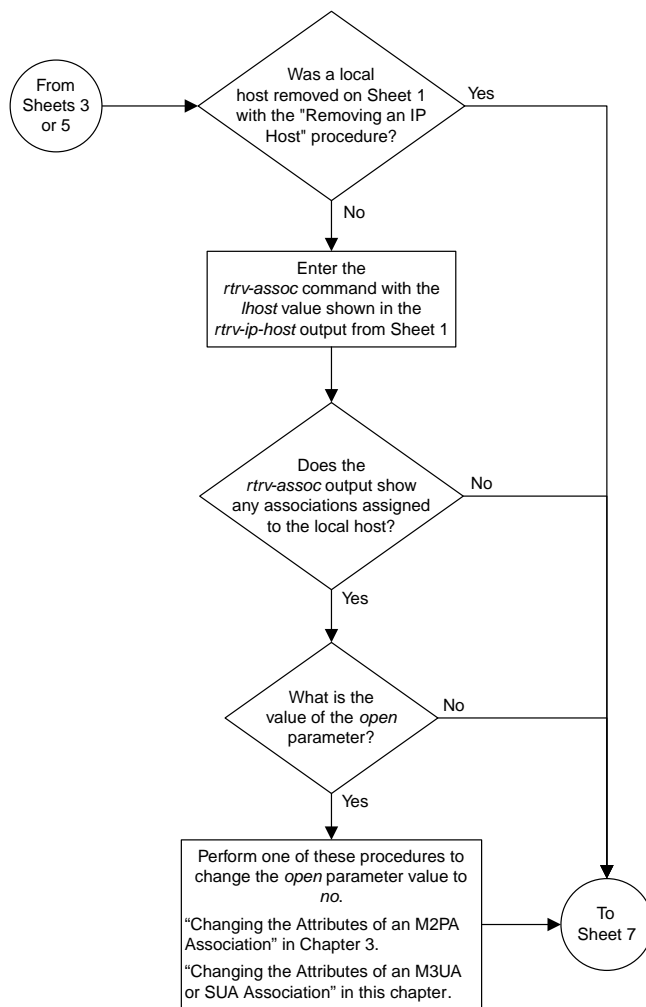 From
Sheets 3
or 5
Was a local
host removed on Sheet 1
with the "Removing an IP
Host" procedure?
Yes
No
Enter the
rtrv-assoc command with the
lhost value shown in the
rtrv-ip-host output from Sheet 1
Does the
rtrv-assoc output show
any associations assigned
to the local host?
No
Yes
What is the
value of the open
parameter?
No
Yes
Perform one of these procedures to
change the open parameter value to
no.
“Changing the Attributes of an M2PA
Association” in Chapter 3.
“Changing the Attributes of an M3UA
or SUA Association” in this chapter.
To
Sheet 7